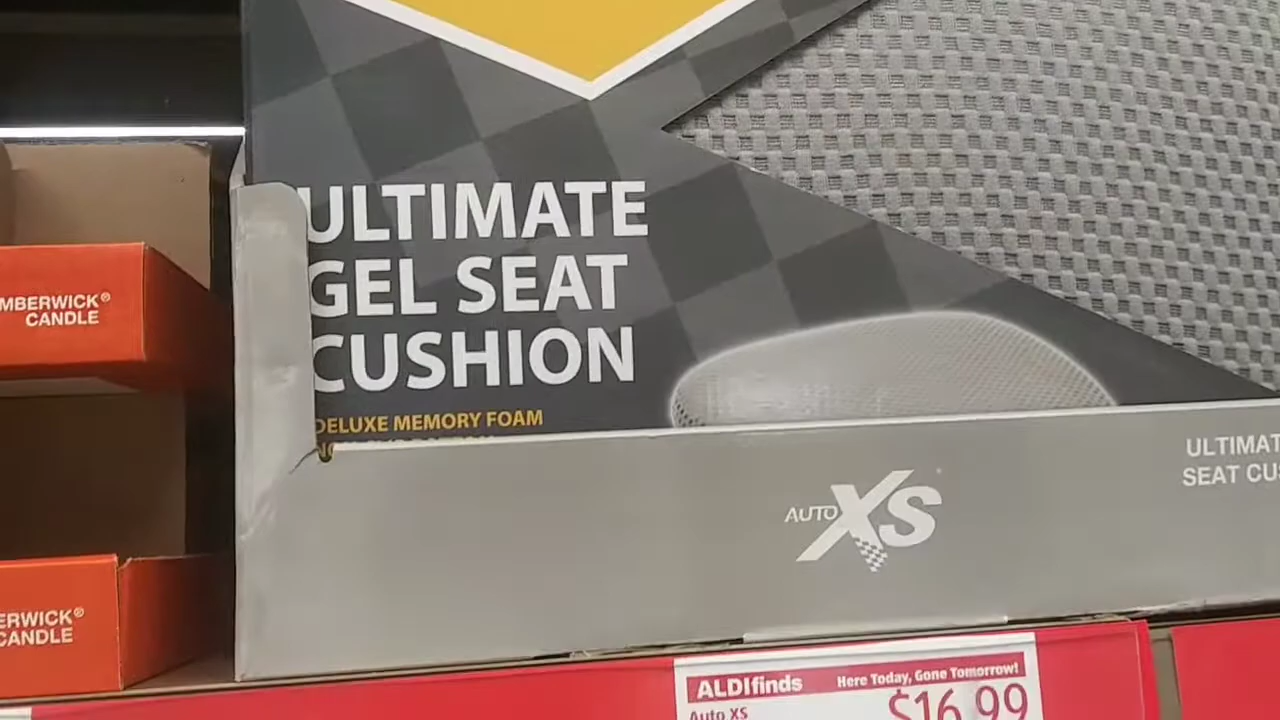 ULTIMATE
GEL SEAT
CUSHION
DELUXE MEMORY FOAM
MBERWICK®
CANDLE
ERWICK®
CANDLE
AUTO XS
ULTIMAT
SEAT CUS
ALDIfinds Here Today, Gone Tomorrow!
Auto XS
$16.99